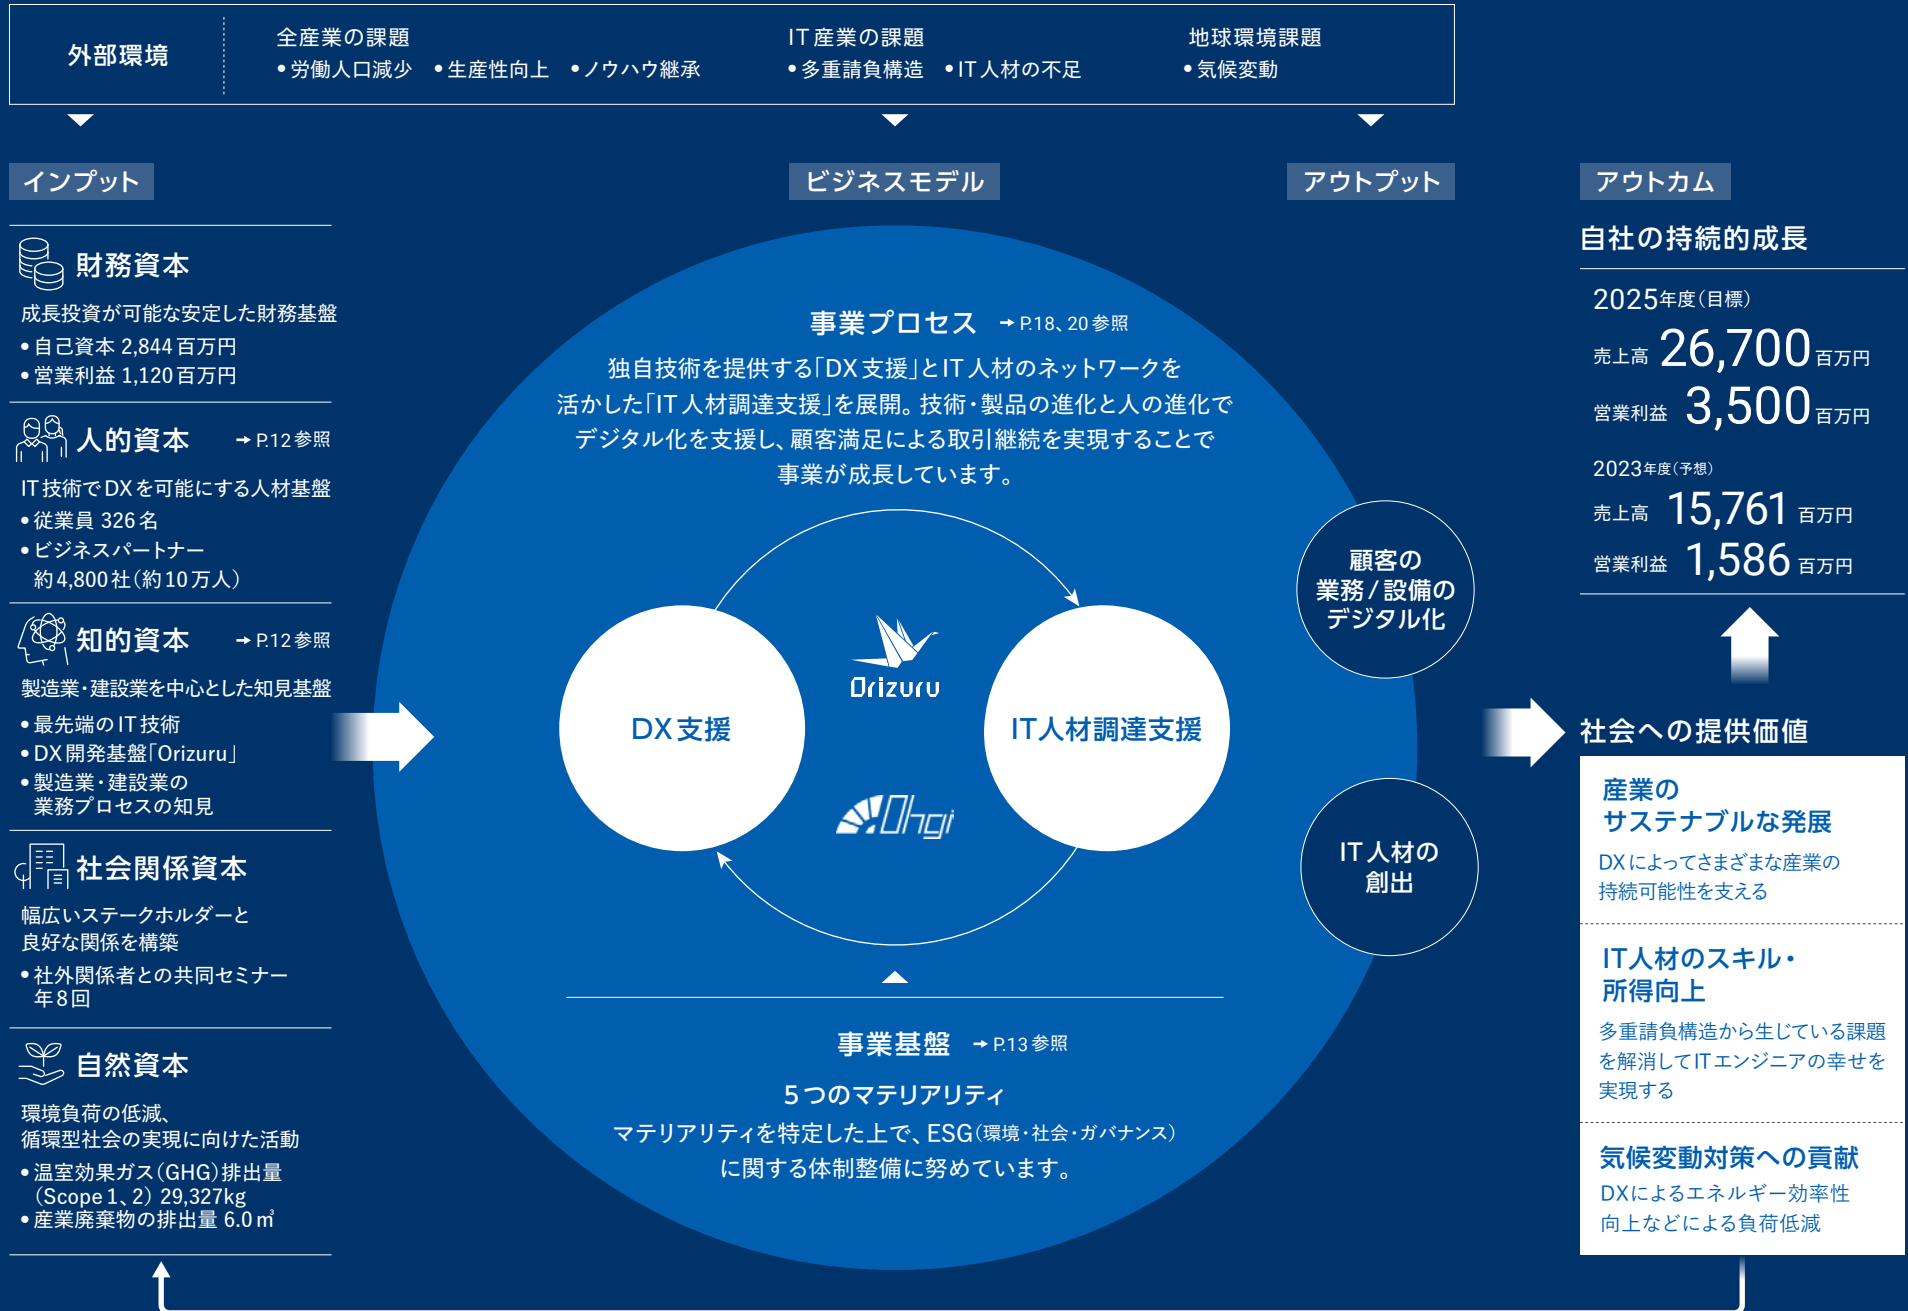 外部環境
全産業の課題
•労働人口減少 •生産性向上 •ノウハウ継承
IT産業の課題
•多重請負構造 •IT人材の不足
地球環境課題
•気候変動
インプット
財務資本
成長投資が可能な安定した財務基盤
•自己資本 2,844百万円
•営業利益 1,120百万円
人的資本 →P.12参照
IT技術でDXを可能にする人材基盤
•従業員 326名
•ビジネスパートナー
約4,800社(約10万人)
知的資本 →P.12参照
製造業・建設業を中心とした知見基盤
•最先端のIT技術
•DX開発基盤「Orizuru」
•製造業・建設業の
業務プロセスの知見
社会関係資本
幅広いステークホルダーと
良好な関係を構築
•社外関係者との共同セミナー
年8回
自然資本
環境負荷の低減、
循環型社会の実現に向けた活動
•温室効果ガス(GHG)排出量
(Scope 1、2) 29,327kg
•産業廃棄物の排出量 6.0㎥
ビジネスモデル
事業プロセス →P.18、20参照
独自技術を提供する「DX支援」とIT人材のネットワークを
活かした「IT人材調達支援」を展開。技術・製品の進化と人の進化で
デジタル化を支援し、顧客満足による取引継続を実現することで
事業が成長しています。
DX支援
Orizuru
Ohgi
IT人材調達支援
事業基盤 →P.13参照
5つのマテリアリティ
マテリアリティを特定した上で、ESG(環境・社会・ガバナンス)
に関する体制整備に努めています。
アウトプット
顧客の
業務/設備の
デジタル化
IT人材の
創出
アウトカム
自社の持続的成長
2025年度(目標)
売上高 26,700百万円
営業利益 3,500百万円
2023年度(予想)
売上高 15,761百万円
営業利益 1,586百万円
社会への提供価値
産業の
サステナブルな発展
DXによってさまざまな産業の
持続可能性を支える
IT人材のスキル・
所得向上
多重請負構造から生じている課題
を解消してITエンジニアの幸せを
実現する
気候変動対策への貢献
DXによるエネルギー効率性
向上などによる負荷低減